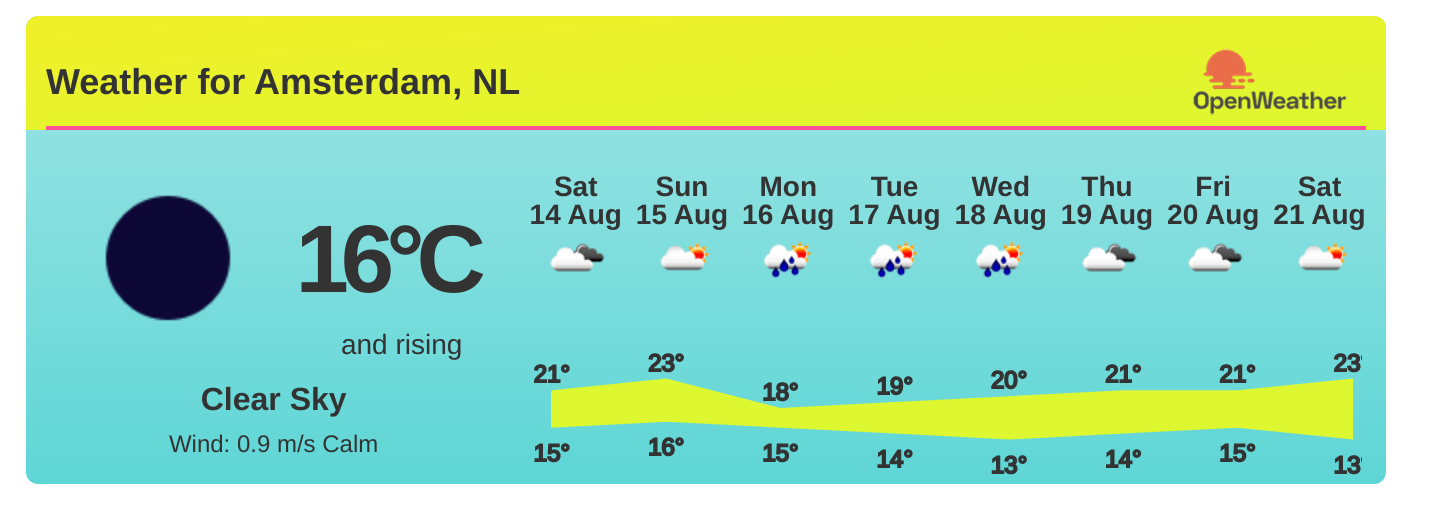 Weather for Amsterdam, NL
OpenWeather
Sat Sun Mon Tue Wed Thu Fri Sat
14 Aug 15 Aug 16 Aug 17 Aug 18 Aug 19 Aug 20 Aug 21 Aug
16°C
and rising
Clear Sky
Wind: 0.9 m/s Calm
21° 23° 18° 19° 20° 21° 21° 23°
15° 16° 15° 14° 13° 14° 15° 13°